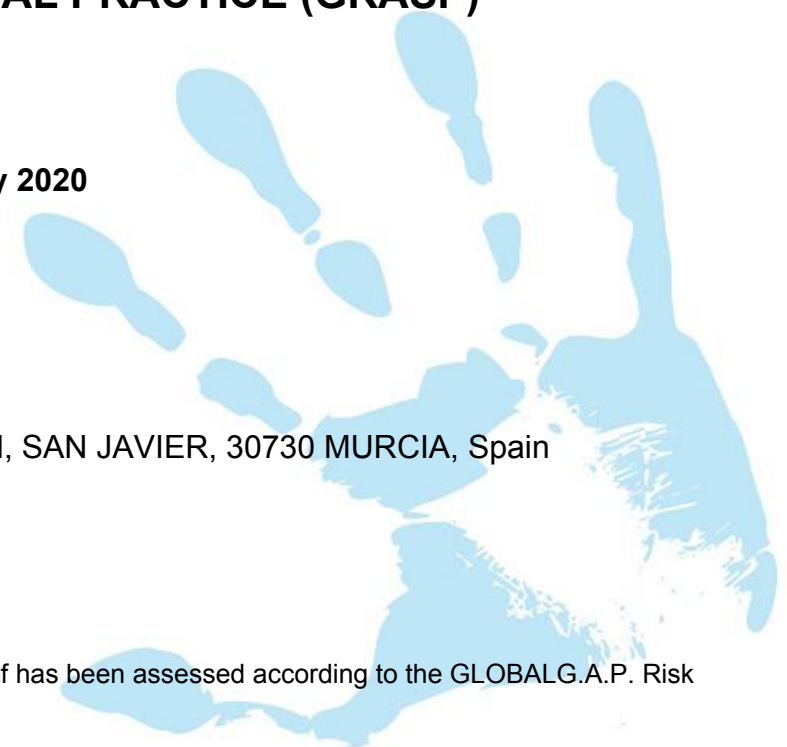 AL PRACTICE (GRASP)
y 2020
, SAN JAVIER, 30730 MURCIA, Spain
f has been assessed according to the GLOBALG.A.P. Risk